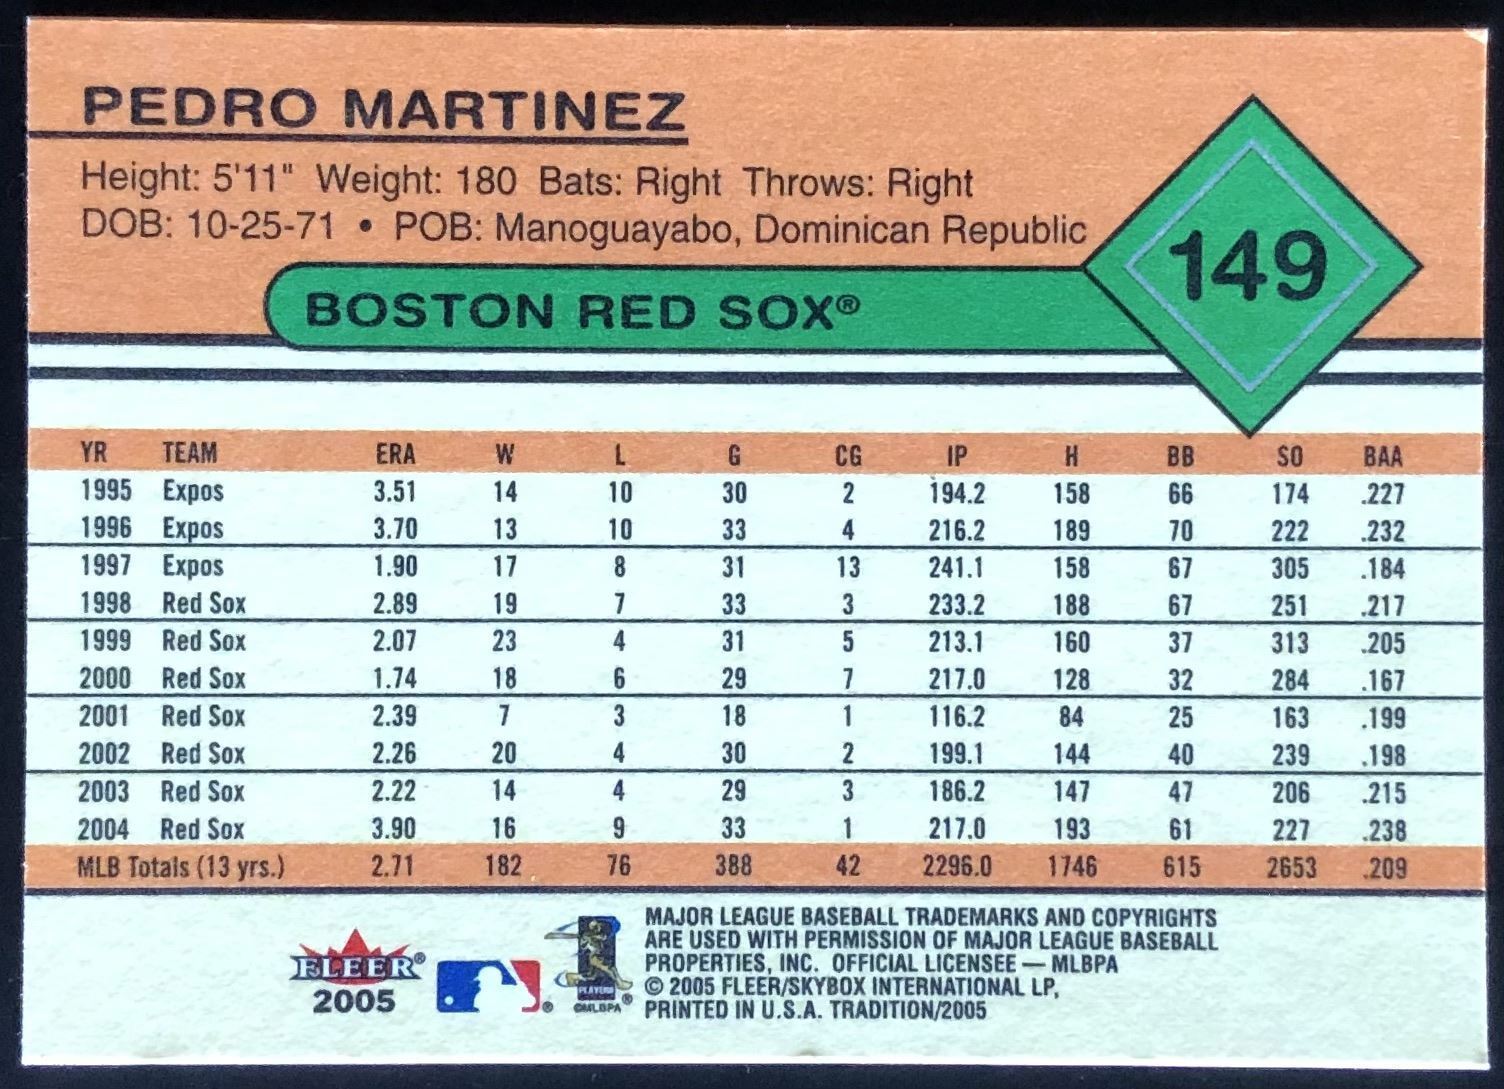 PEDRO MARTINEZ
Height: 5'11" Weight: 180 Bats: Right Throws: Right
DOB: 10-25-71 • POB: Manoguayabo, Dominican Republic
149
BOSTON RED SOX®
YR TEAM ERA W L G CG IP H BB SO BAA
1995 Expos 3.51 14 10 30 2 194.2 158 66 174 .227
1996 Expos 3.70 13 10 33 4 216.2 189 70 222 .232
1997 Expos 1.90 17 8 31 13 241.1 158 67 305 .184
1998 Red Sox 2.89 19 7 33 3 233.2 188 67 251 .217
1999 Red Sox 2.07 23 4 31 5 213.1 160 37 313 .205
2000 Red Sox 1.74 18 6 29 7 217.0 128 32 284 .167
2001 Red Sox 2.39 7 3 18 1 116.2 84 25 163 .199
2002 Red Sox 2.26 20 4 30 2 199.1 144 40 239 .198
2003 Red Sox 2.22 14 4 29 3 186.2 147 47 206 .215
2004 Red Sox 3.90 16 9 33 1 217.0 193 61 227 .238
MLB Totals (13 yrs.) 2.71 182 76 388 42 2296.0 1746 615 2653 .209
FLEER®
2005
®
PLAYERS
®
©MLBPA
MAJOR LEAGUE BASEBALL TRADEMARKS AND COPYRIGHTS
ARE USED WITH PERMISSION OF MAJOR LEAGUE BASEBALL
PROPERTIES, INC. OFFICIAL LICENSEE — MLBPA
© 2005 FLEER/SKYBOX INTERNATIONAL LP,
PRINTED IN U.S.A. TRADITION/2005